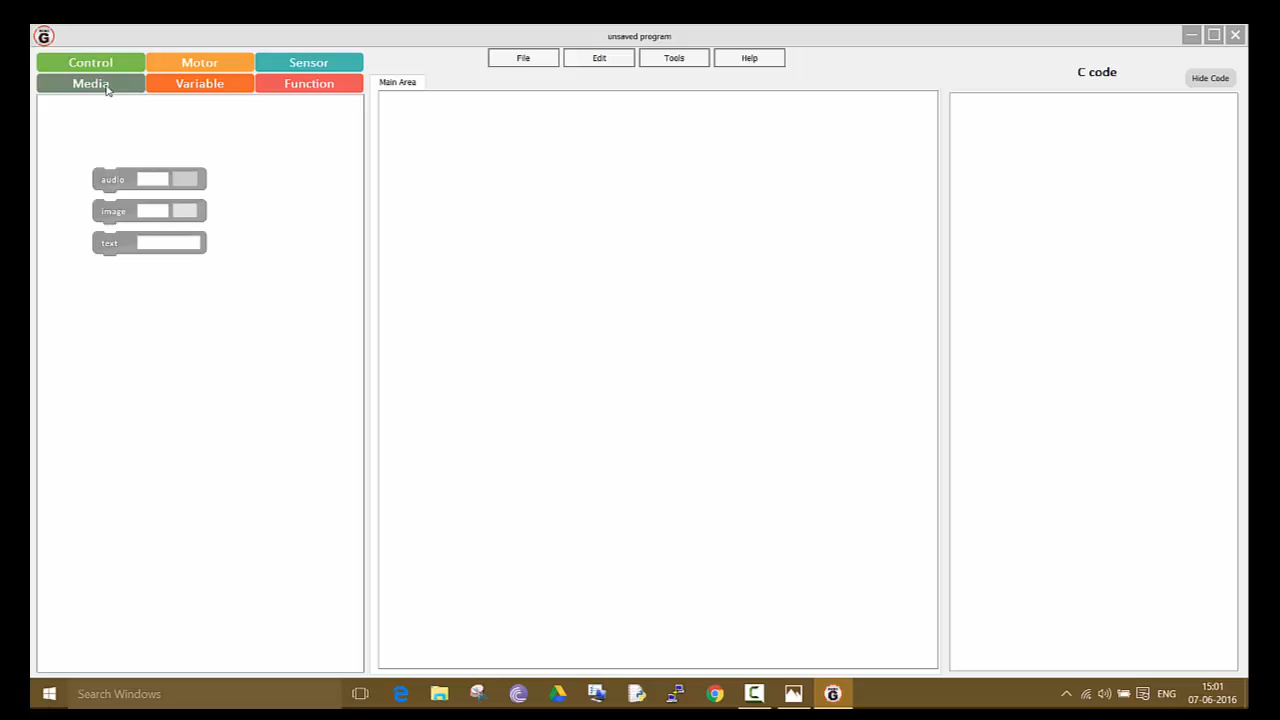 unsaved program
Control Motor Sensor
File Edit Tools Help
Media Variable Function
Main Area
C code
Hide Code
audio
image
text
Search Windows
ENG
15:01
07-06-2016